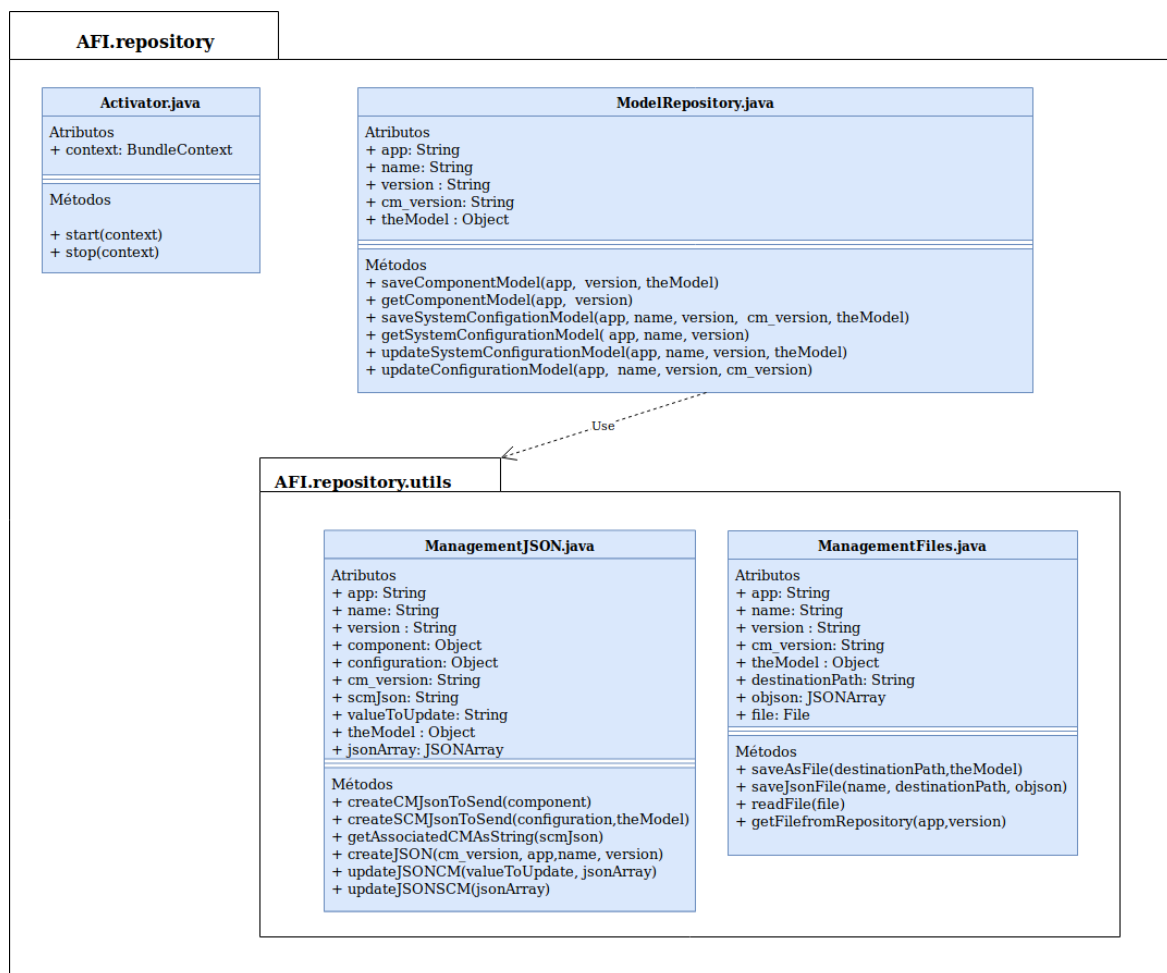 AFI.repository
Activator.java
Atributos
+ context: BundleContext
Métodos
+ start(context)
+ stop(context)
ModelRepository.java
Atributos
+ app: String
+ name: String
+ version : String
+ cm_version: String
+ theModel : Object
Métodos
+ saveComponentModel(app,  version, theModel)
+ getComponentModel(app,  version)
+ saveSystemConfigationModel(app, name, version,  cm_version, theModel)
+ getSystemConfigurationModel( app, name, version)
+ updateSystemConfigurationModel(app, name, version, theModel)
+ updateConfigurationModel(app,  name, version, cm_version)
Use
AFI.repository.utils
ManagementJSON.java
Atributos
+ app: String
+ name: String
+ version : String
+ component: Object
+ configuration: Object
+ cm_version: String
+ scmJson: String
+ valueToUpdate: String
+ theModel : Object
+ jsonArray: JSONArray
Métodos
+ createCMJsonToSend(component)
+ createSCMJsonToSend(configuration,theModel)
+ getAssociatedCMAsString(scmJson)
+ createJSON(cm_version, app,name, version)
+ updateJSONCM(valueToUpdate, jsonArray)
+ updateJSONSCM(jsonArray)
ManagementFiles.java
Atributos
+ app: String
+ name: String
+ version : String
+ cm_version: String
+ theModel : Object
+ destinationPath: String
+ objson: JSONArray
+ file: File
Métodos
+ saveAsFile(destinationPath,theModel)
+ saveJsonFile(name, destinationPath, objson)
+ readFile(file)
+ getFilefromRepository(app,version)